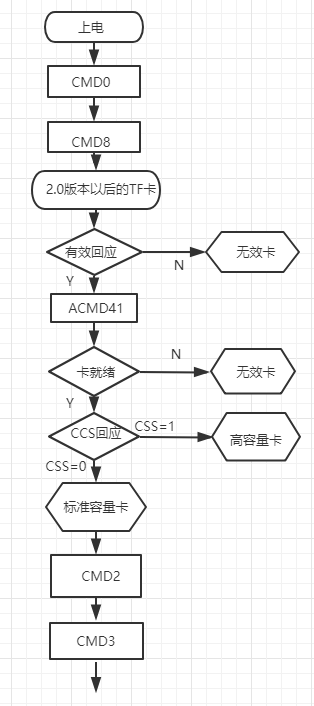 上电
CMD0
CMD8
2.0版本以后的TF卡
有效回应
无效卡
N
Y
ACMD41
卡就绪
N
无效卡
Y
CCS回应
CSS=1
高容量卡
CSS=0
标准容量卡
CMD2
CMD3